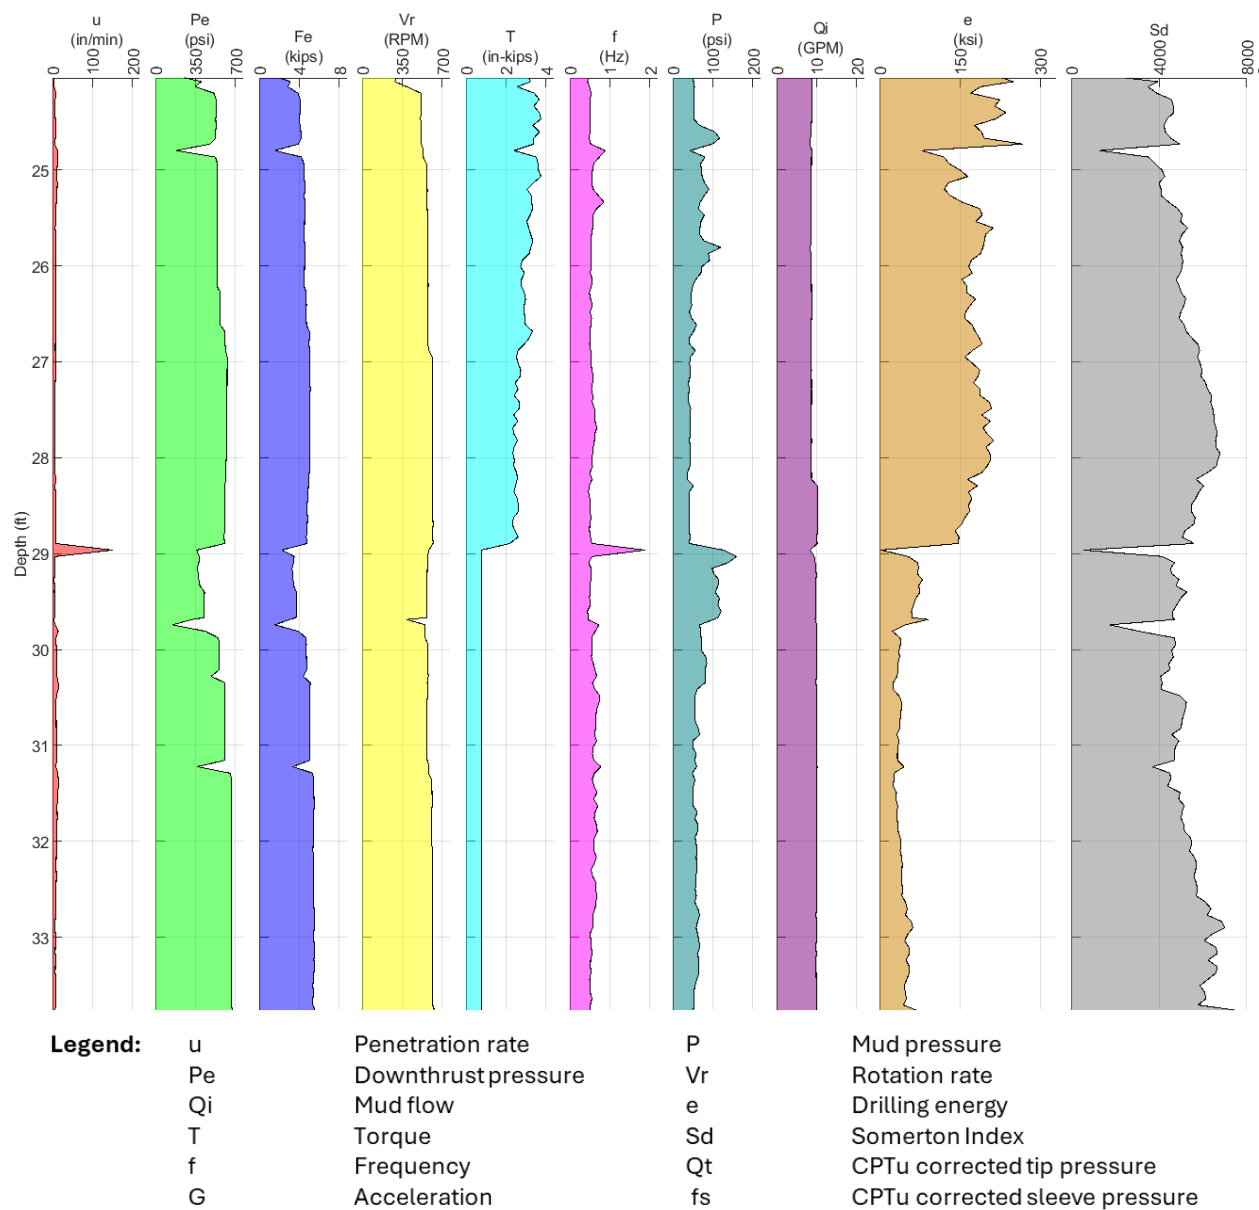 u Pe Fe Vr T f P Qi e Sd
(in/min) (psi) (kips) (RPM) (in-kips) (Hz) (psi) (GPM) (ksi)
0 100 200 0 350 700 0 4 8 0 350 700 0 2 4 0 1 2 0 100 200 0 10 20 0 150 300 0 4000 8000
25
26
27
28
Depth (ft)
29
30
31
32
33
Legend: u Penetration rate P Mud pressure
Pe Downthrust pressure Vr Rotation rate
Qi Mud flow e Drilling energy
T Torque Sd Somerton Index
f Frequency Qt CPTu corrected tip pressure
G Acceleration fs CPTu corrected sleeve pressure